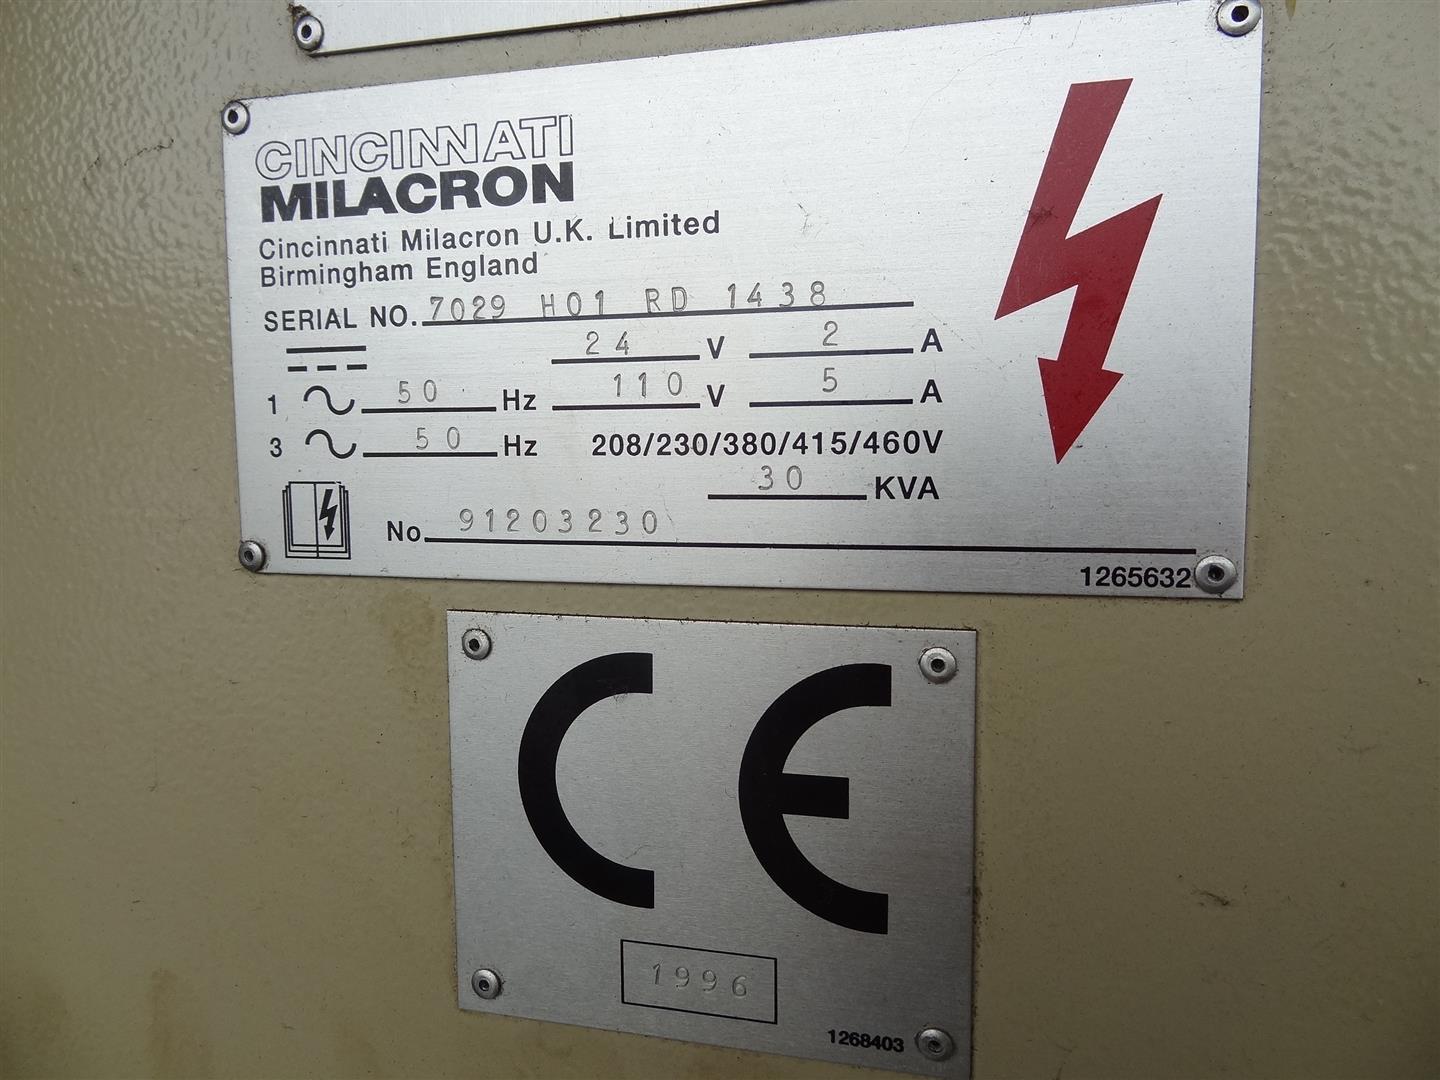 CINCINNATI
MILACRON
Cincinnati Milacron U.K. Limited
Birmingham England
SERIAL NO. 7029 H01 RD 1438
24 V 2 A
1 50 Hz 110 V 5 A
3 50 Hz 208/230/380/415/460V
30 KVA
No. 91203230
1265632
CE
1996
1268403